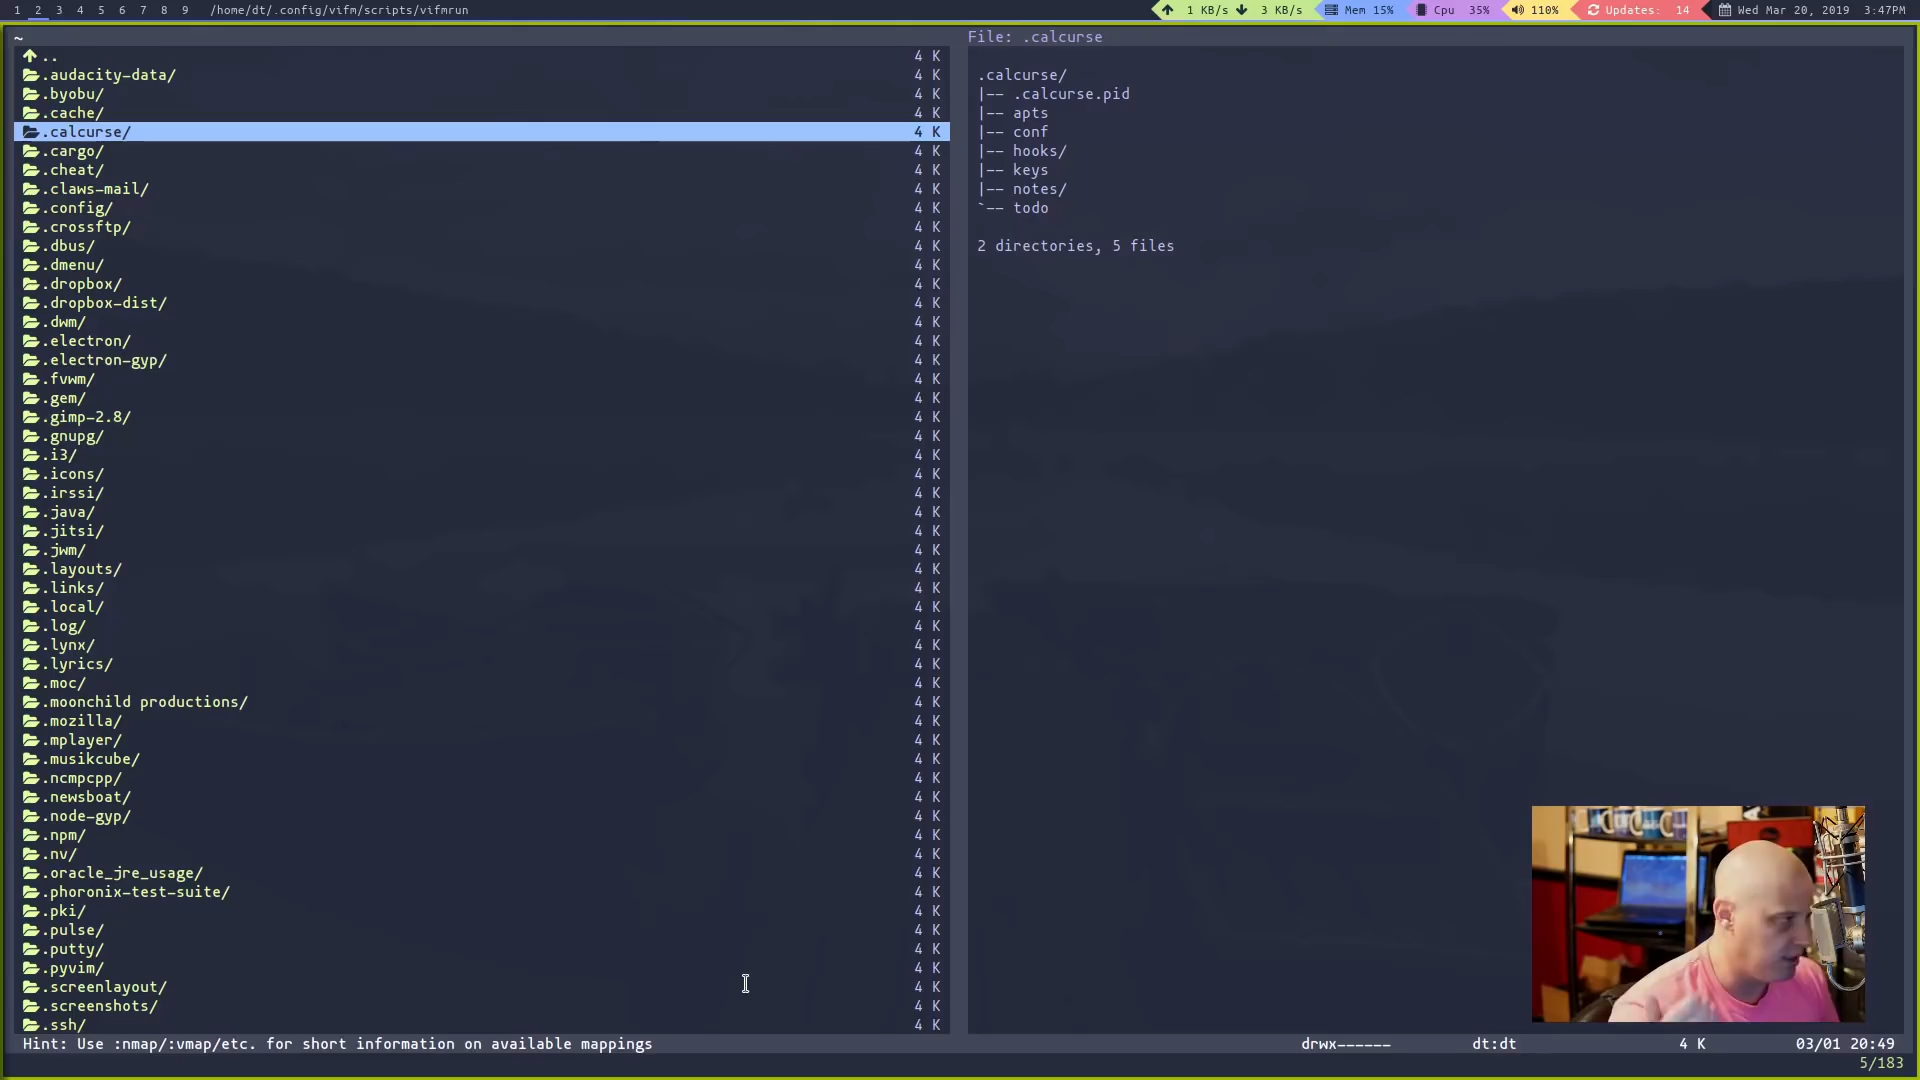 1 2 3 4 5 6 7 8 9 /home/dt/.config/vifm/scripts/vifmrun 1 KB/s 3 KB/s Mem 15% Cpu 35% 110% Updates: 14 Wed Mar 20, 2019 3:47PM
~
.. 4 K
.audacity-data/ 4 K
.byobu/ 4 K
.cache/ 4 K
.calcurse/ 4 K
.cargo/ 4 K
.cheat/ 4 K
.claws-mail/ 4 K
.config/ 4 K
.crossftp/ 4 K
.dbus/ 4 K
.dmenu/ 4 K
.dropbox/ 4 K
.dropbox-dist/ 4 K
.dwm/ 4 K
.electron/ 4 K
.electron-gyp/ 4 K
.fvwm/ 4 K
.gem/ 4 K
.gimp-2.8/ 4 K
.gnupg/ 4 K
.i3/ 4 K
.icons/ 4 K
.irssi/ 4 K
.java/ 4 K
.jitsi/ 4 K
.jwm/ 4 K
.layouts/ 4 K
.links/ 4 K
.local/ 4 K
.log/ 4 K
.lynx/ 4 K
.lyrics/ 4 K
.moc/ 4 K
.moonchild productions/ 4 K
.mozilla/ 4 K
.mplayer/ 4 K
.musikcube/ 4 K
.ncmpcpp/ 4 K
.newsboat/ 4 K
.node-gyp/ 4 K
.npm/ 4 K
.nv/ 4 K
.oracle_jre_usage/ 4 K
.phoronix-test-suite/ 4 K
.pki/ 4 K
.pulse/ 4 K
.putty/ 4 K
.pyvim/ 4 K
.screenlayout/ 4 K
.screenshots/ 4 K
.ssh/ 4 K
File: .calcurse
.calcurse/
|-- .calcurse.pid
|-- apts
|-- conf
|-- hooks/
|-- keys
|-- notes/
`-- todo
2 directories, 5 files
Hint: Use :nmap/:vmap/etc. for short information on available mappings drwx------ dt:dt 4 K 03/01 20:49
5/183